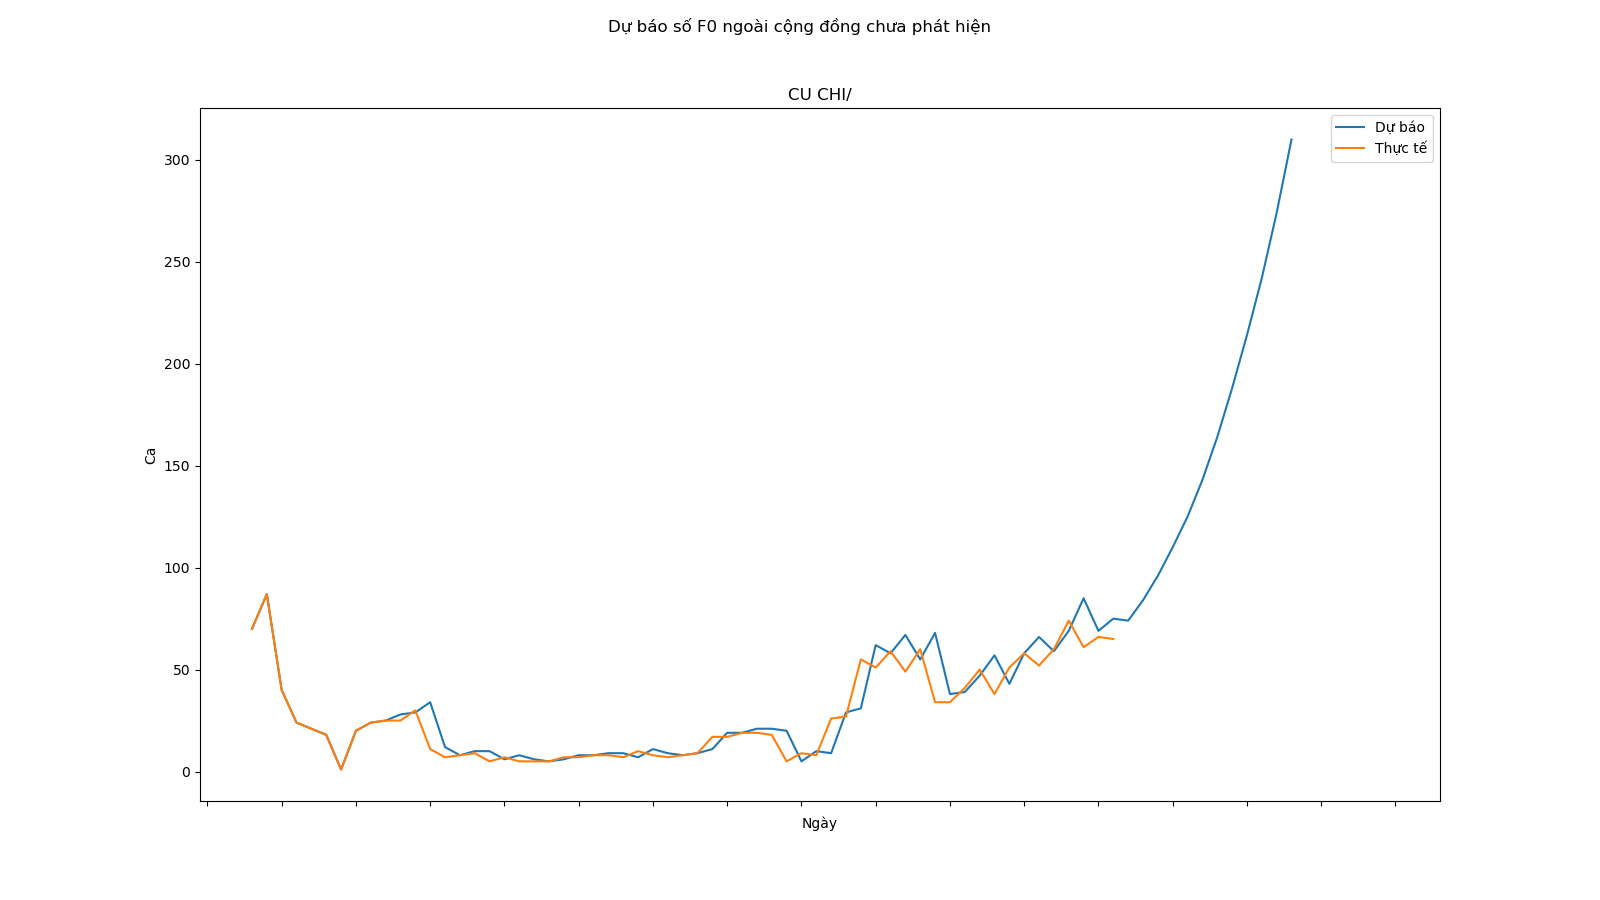 Dự báo số F0 ngoài cộng đồng chưa phát hiện
CU CHI/
Dự báo
Thực tế
300
250
200
150
100
50
0
Ca
Ngày